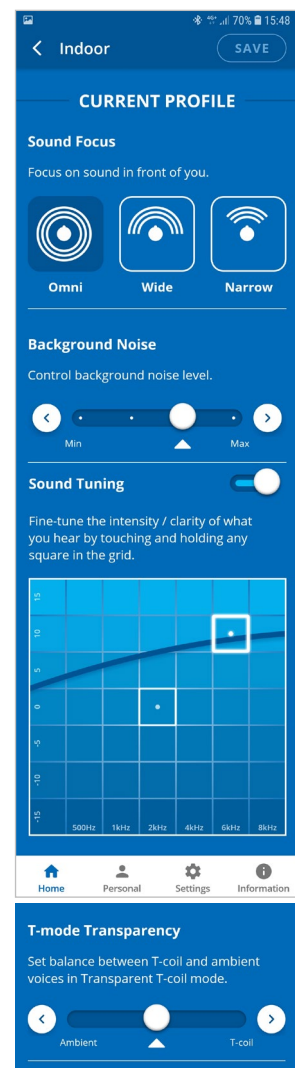 4G+ 70% 15:48
Indoor
SAVE
CURRENT PROFILE
Sound Focus
Focus on sound in front of you.
Omni Wide Narrow
Background Noise
Control background noise level.
Min Max
Sound Tuning
Fine-tune the intensity / clarity of what
you hear by touching and holding any
square in the grid.
15
10
5
0
-5
-10
-15
500Hz 1kHz 2kHz 4kHz 6kHz 8kHz
Home Personal Settings Information
T-mode Transparency
Set balance between T-coil and ambient
voices in Transparent T-coil mode.
Ambient T-coil